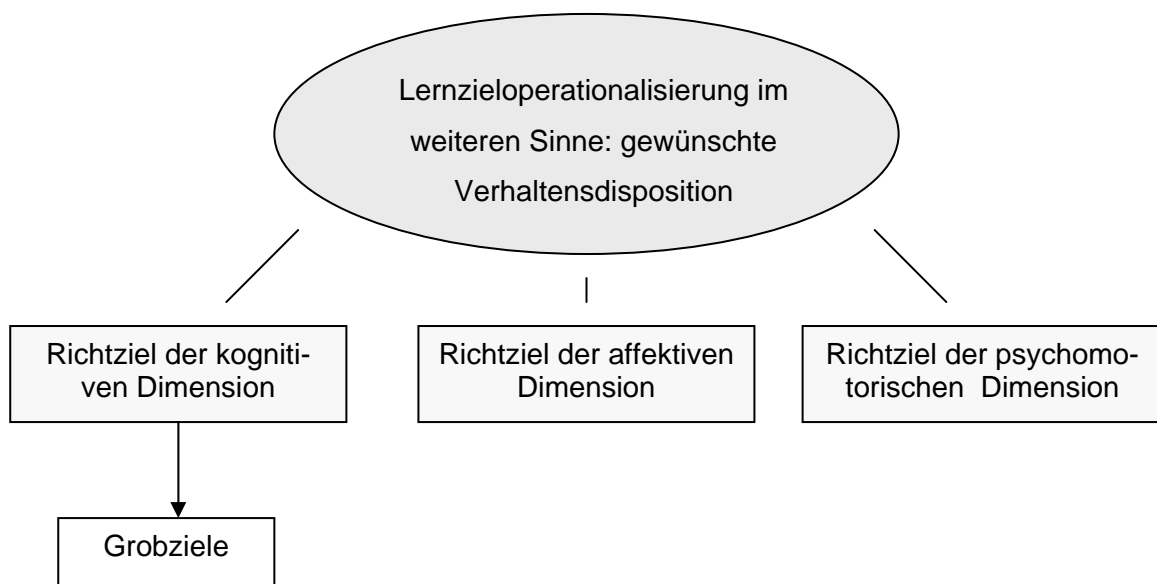 Lernzieloperationalisierung im
weiteren Sinne: gewünschte
Verhaltensdisposition
Richtziel der kogniti-
ven Dimension
Richtziel der affektiven
Dimension
Richtziel der psychomo-
torischen Dimension
Grobziele